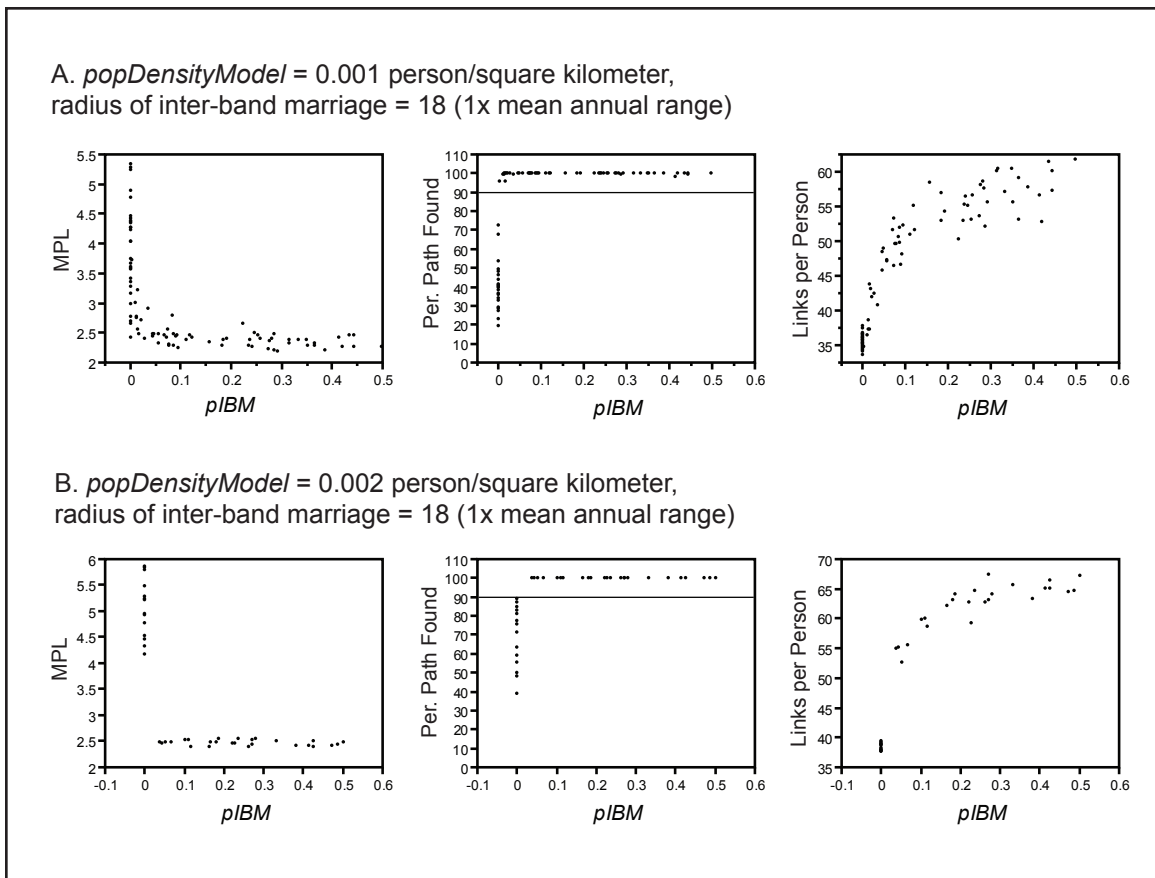 A. popDensityModel = 0.001 person/square kilometer,
radius of inter-band marriage = 18 (1x mean annual range)
MPL
5.5
5
4.5
4
3.5
3
2.5
2
0 0.1 0.2 0.3 0.4 0.5
pIBM
Per. Path Found
110
100
90
80
70
60
50
40
30
20
10
0
0 0.1 0.2 0.3 0.4 0.5 0.6
pIBM
Links per Person
60
55
50
45
40
35
0 0.1 0.2 0.3 0.4 0.5 0.6
pIBM
B. popDensityModel = 0.002 person/square kilometer,
radius of inter-band marriage = 18 (1x mean annual range)
MPL
6
5.5
5
4.5
4
3.5
3
2.5
2
-0.1 0 0.1 0.2 0.3 0.4 0.5 0.6
pIBM
Per. Path Found
110
100
90
80
70
60
50
40
30
20
10
0
-0.1 0 0.1 0.2 0.3 0.4 0.5 0.6
pIBM
Links per Person
70
65
60
55
50
45
40
35
-0.1 0 0.1 0.2 0.3 0.4 0.5 0.6
pIBM